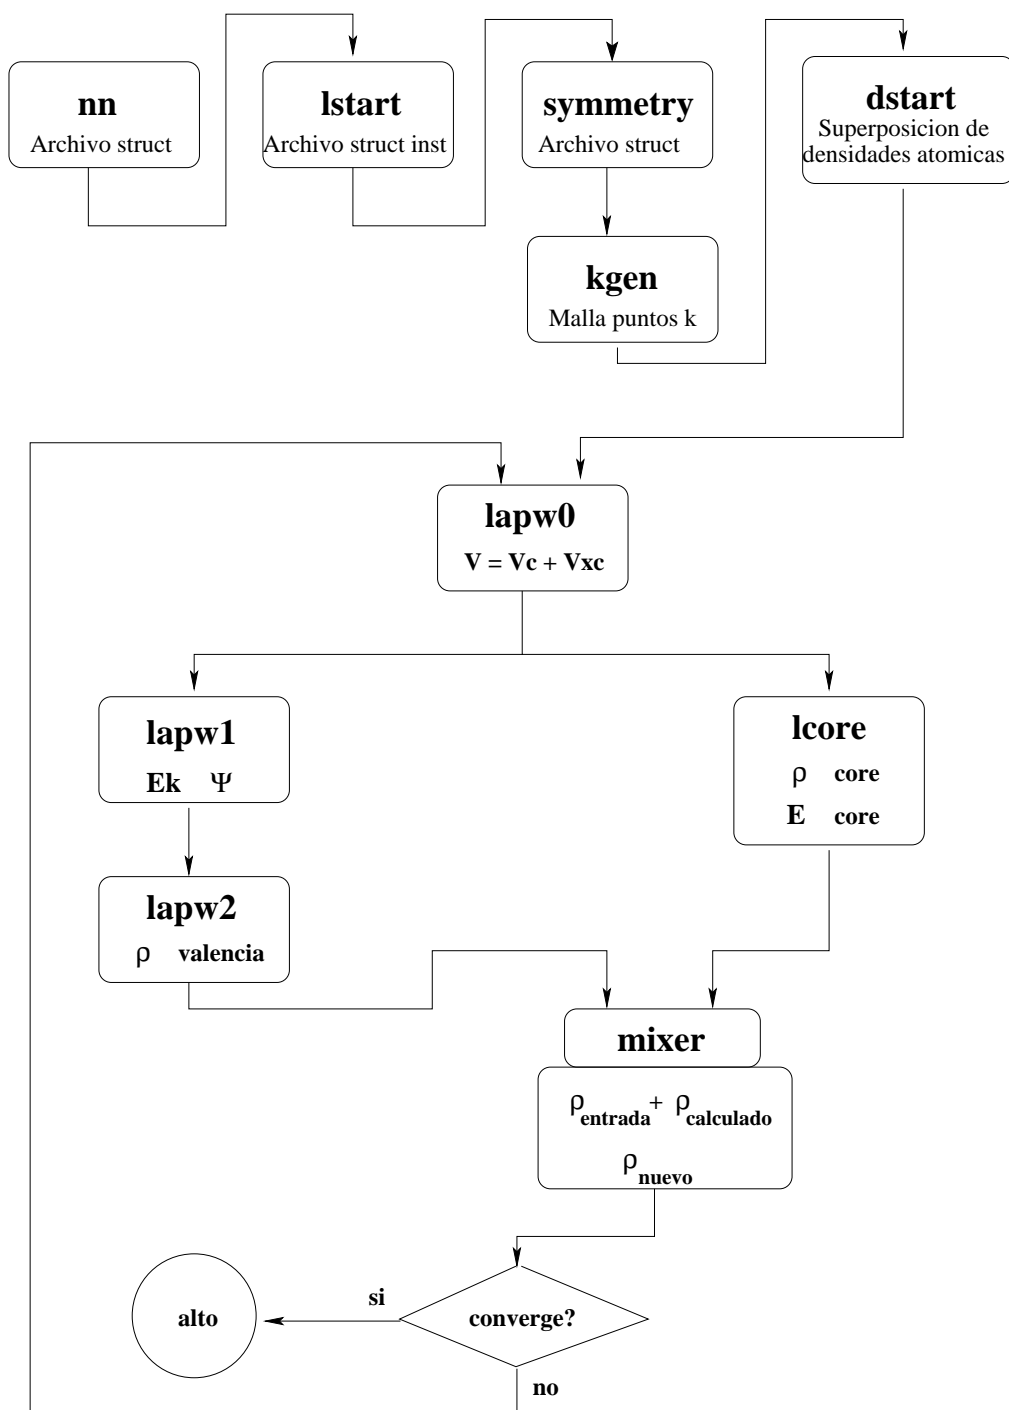 nn
Archivo struct
lstart
Archivo struct inst
symmetry
Archivo struct
dstart
Superposicion de
densidades atomicas
kgen
Malla puntos k
lapw0
V = Vc + Vxc
lapw1
Ek Ψ
lcore
ρ core
E core
lapw2
ρ valencia
mixer
ρentrada + ρcalculado
ρnuevo
converge?
si
alto
no